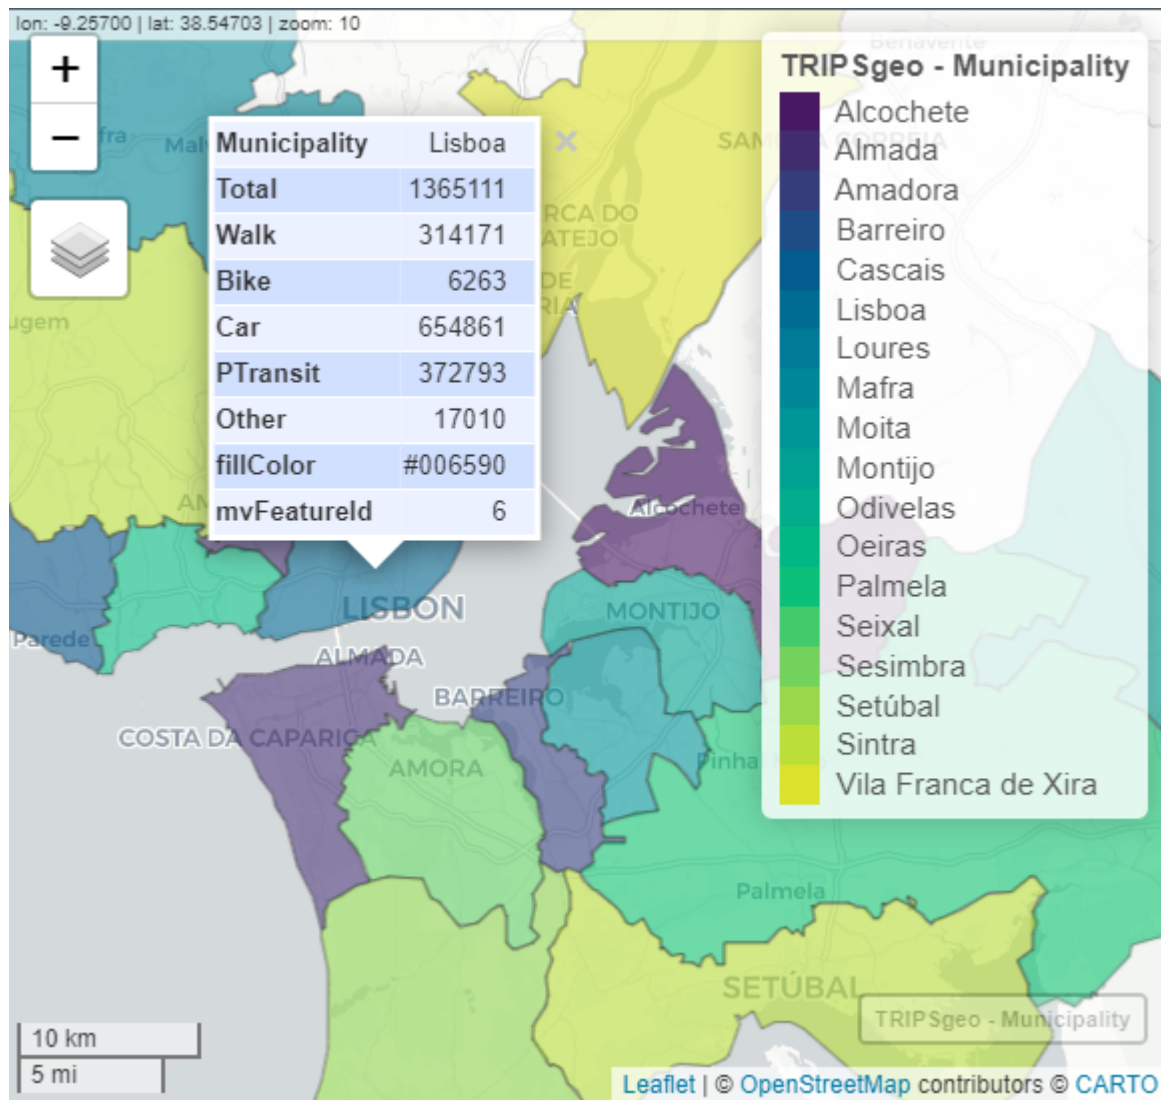 lon: -9.25700 | lat: 38.54703 | zoom: 10
+
−
Municipality Lisboa
Total 1365111
Walk 314171
Bike 6263
Car 654861
PTransit 372793
Other 17010
fillColor #006590
mvFeatureId 6
×
TRIPSgeo - Municipality
Alcochete
Almada
Amadora
Barreiro
Cascais
Lisboa
Loures
Mafra
Moita
Montijo
Odivelas
Oeiras
Palmela
Seixal
Sesimbra
Setúbal
Sintra
Vila Franca de Xira
Benavente
Alcochete
LISBON
MONTIJO
Parede
ALMADA
BARREIRO
COSTA DA CAPARICA
AMORA
Palmela
SETÚBAL
TRIPSgeo - Municipality
10 km
5 mi
Leaflet | © OpenStreetMap contributors © CARTO